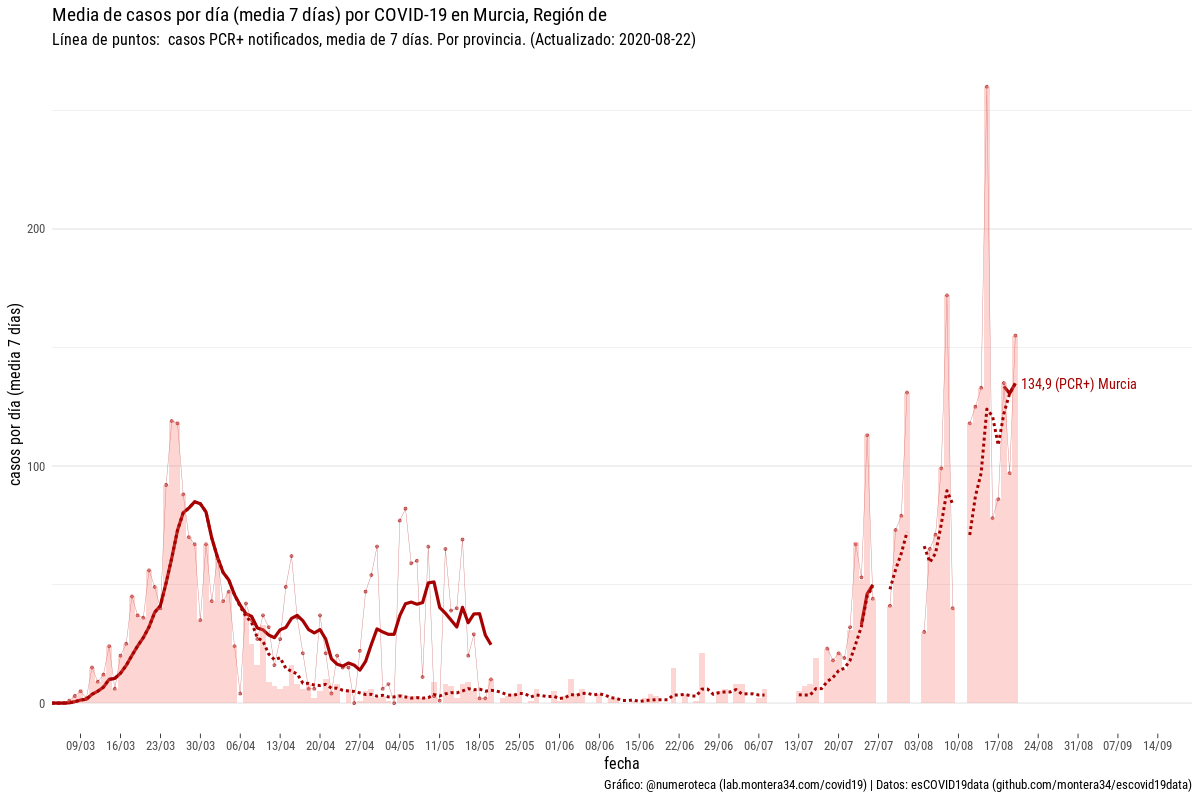 Media de casos por día (media 7 días) por COVID-19 en Murcia, Región de
Línea de puntos:  casos PCR+ notificados, media de 7 días. Por provincia. (Actualizado: 2020-08-22)
casos por día (media 7 días)
200
100
0
134,9 (PCR+) Murcia
09/03 16/03 23/03 30/03 06/04 13/04 20/04 27/04 04/05 11/05 18/05 25/05 01/06 08/06 15/06 22/06 29/06 06/07 13/07 20/07 27/07 03/08 10/08 17/08 24/08 31/08 07/09 14/09
fecha
Gráfico: @numeroteca (lab.montera34.com/covid19) | Datos: esCOVID19data (github.com/montera34/escovid19data)